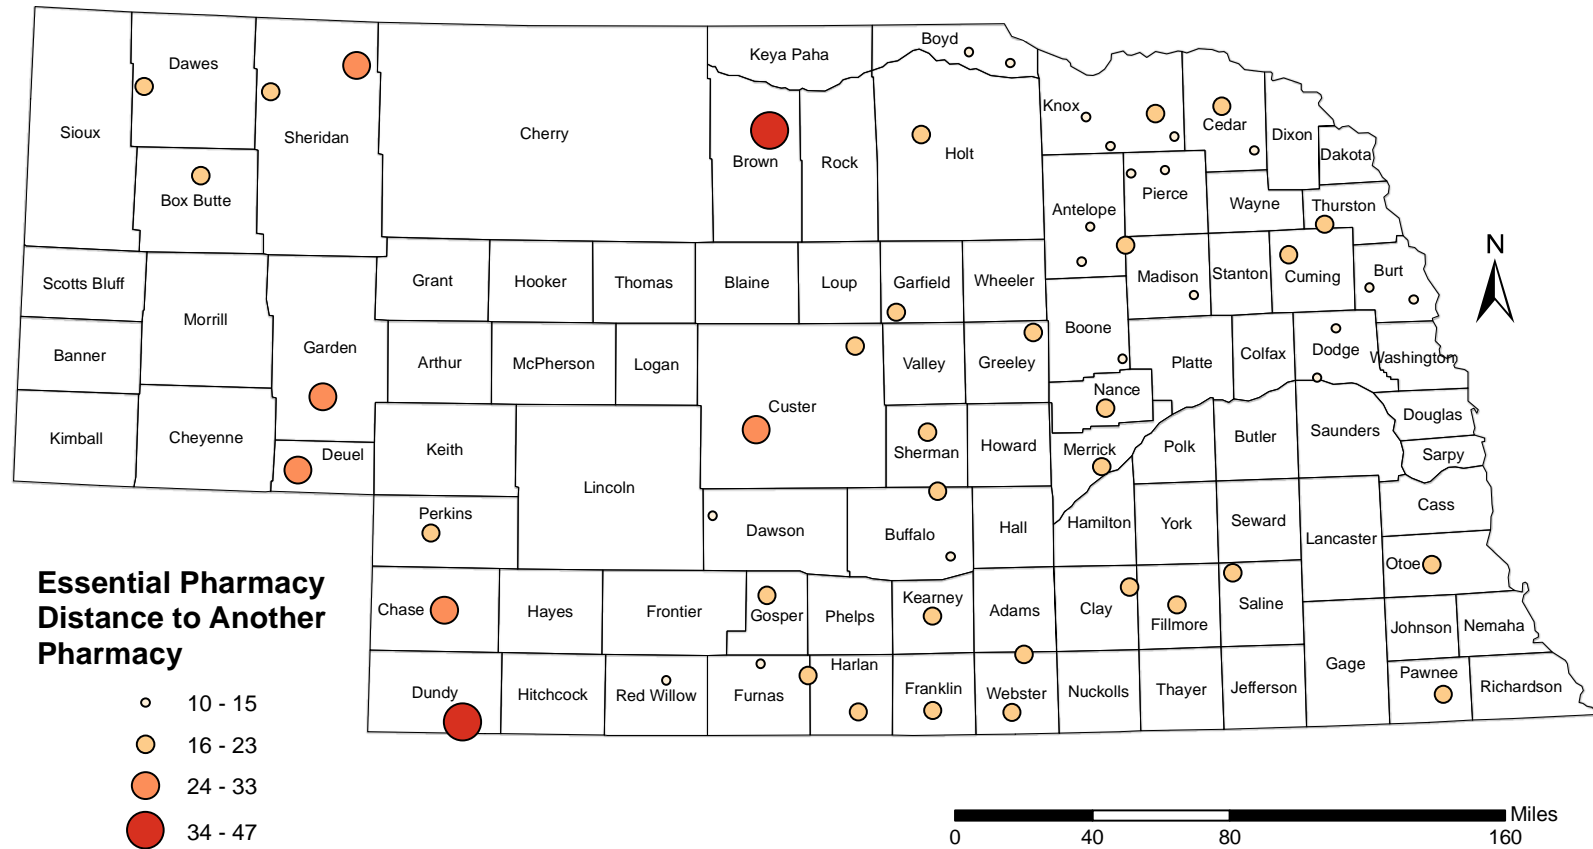 Boyd
Keya Paha
Dawes
Knox
Cedar
Sioux
Sheridan
Cherry
Brown
Rock
Holt
Dixon
Dakota
Box Butte
Pierce
Antelope
Wayne
Thurston
N
Scotts Bluff
Grant
Hooker
Thomas
Blaine
Loup
Garfield
Wheeler
Madison
Stanton
Cuming
Burt
Morrill
Banner
Garden
Arthur
McPherson
Logan
Valley
Greeley
Boone
Platte
Colfax
Dodge
Washington
Nance
Custer
Kimball
Cheyenne
Deuel
Keith
Sherman
Howard
Merrick
Polk
Butler
Saunders
Douglas
Sarpy
Lincoln
Perkins
Dawson
Buffalo
Hall
Hamilton
York
Seward
Lancaster
Cass
Otoe
Chase
Hayes
Frontier
Gosper
Phelps
Kearney
Adams
Clay
Fillmore
Saline
Johnson
Nemaha
Dundy
Hitchcock
Red Willow
Furnas
Harlan
Franklin
Webster
Nuckolls
Thayer
Jefferson
Gage
Pawnee
Richardson
Essential Pharmacy
Distance to Another
Pharmacy
10 - 15
16 - 23
24 - 33
34 - 47
Miles
0 40 80 160